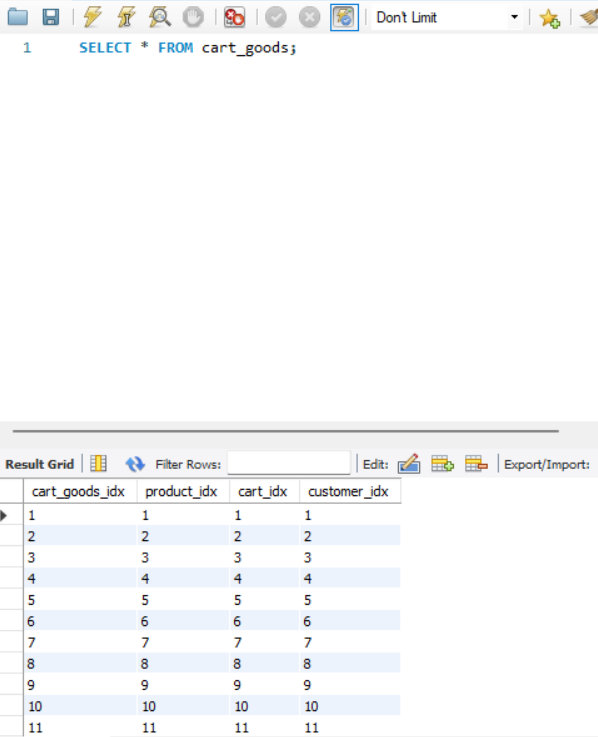 Don't Limit
1 SELECT * FROM cart_goods;
Result Grid Filter Rows: Edit: Export/Import:
cart_goods_idx product_idx cart_idx customer_idx
1 1 1 1
2 2 2 2
3 3 3 3
4 4 4 4
5 5 5 5
6 6 6 6
7 7 7 7
8 8 8 8
9 9 9 9
10 10 10 10
11 11 11 11